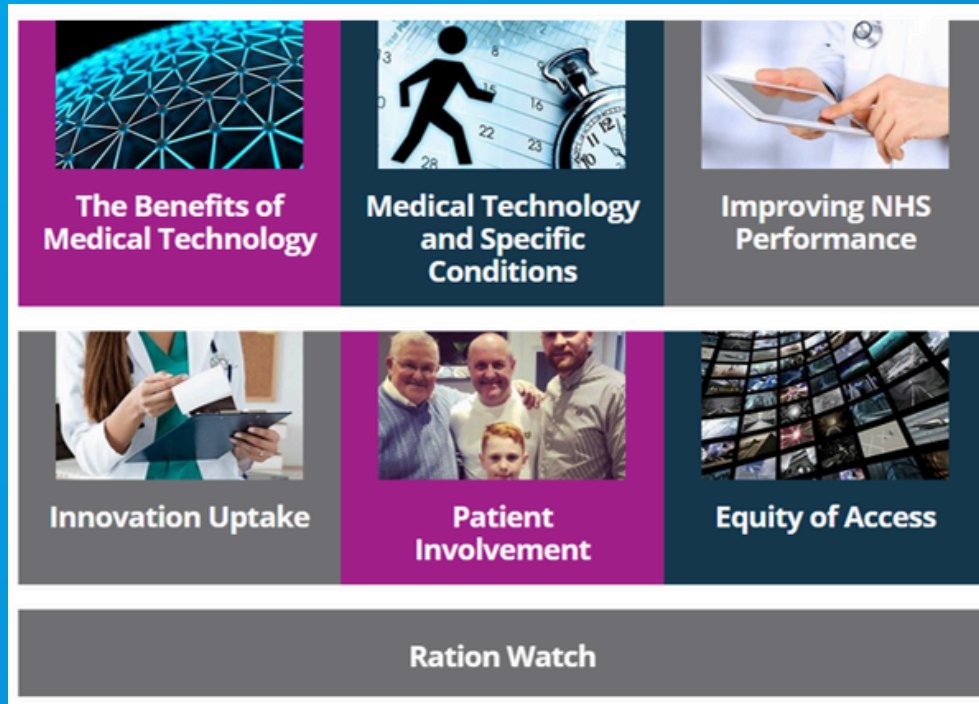 The Benefits of
Medical Technology
Medical Technology
and Specific
Conditions
Improving NHS
Performance
Innovation Uptake
Patient
Involvement
Equity of Access
Ration Watch